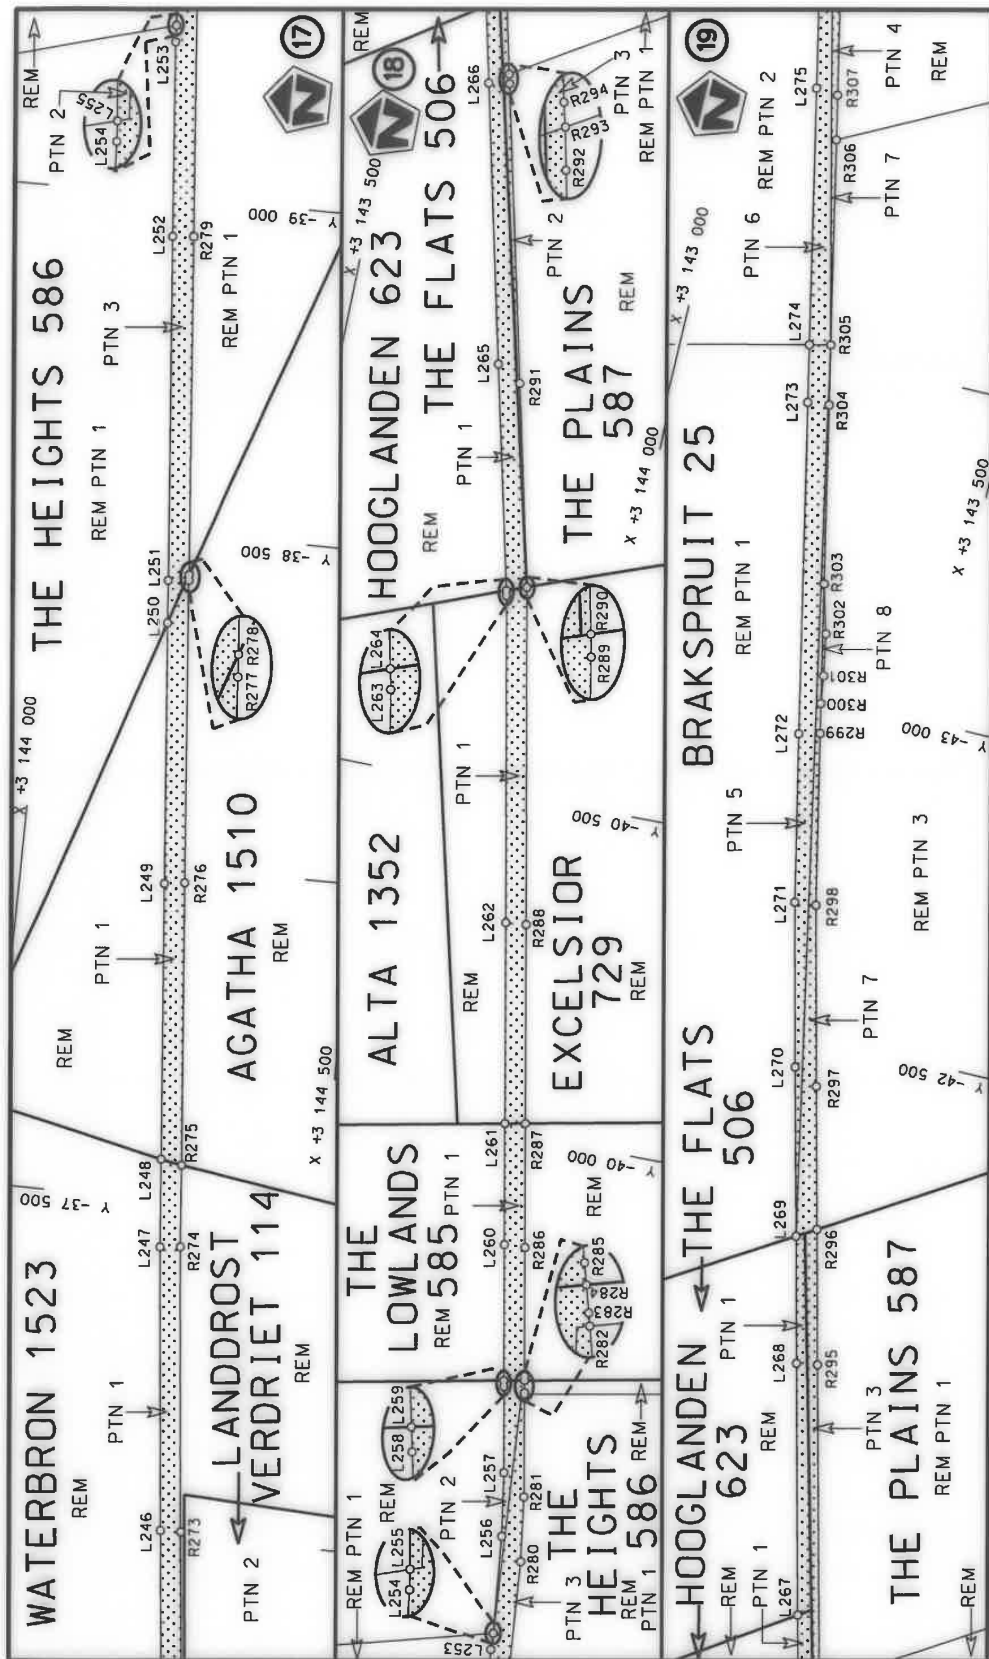 WATERBRON 1523
REM
PTN 1
L246
R273
PTN 2
LANDDROST
VERDRIET 114
REM
L247
R274
Y -37 500
L248
R275
X +3 144 500
REM
PTN 1
L249
R276
AGATHA 1510
REM
X +3 144 000
L250
L251
R277
R278
Y -38 500
THE HEIGHTS 586
REM PTN 1
PTN 3
REM PTN 1
L252
R279
Y -39 000
PTN 2
L254
L255
L253
REM
N
17
REM PTN 1
L253
L254
L255
REM
PTN 2
L256
L257
L258
L259
R280
R281
PTN 3
THE
HEIGHTS
586
REM
PTN 1
REM
R282
R283
R284
R285
THE
LOWLANDS
585
REM
PTN 1
L260
R286
REM
Y -40 000
L261
R287
ALTA 1352
REM
L262
R288
EXCELSIOR
729
REM
Y -40 500
PTN 1
L263
L264
R289
R290
HOOGLANDEN 623
REM
THE FLATS 506
PTN 1
L265
R291
THE PLAINS
587
REM
X +3 144 000
X +3 143 500
PTN 2
L266
R292
R293
R294
PTN 3
REM PTN 1
REM
N
18
HOOGLANDEN
623
REM
PTN 1
L267
REM
PTN 1
L268
R295
PTN 3
REM PTN 1
THE PLAINS 587
REM
L269
R296
THE FLATS
506
L270
R297
Y -42 500
PTN 7
L271
R298
REM PTN 3
PTN 5
L272
R299
R300
R301
R302
R303
PTN 8
Y -43 000
BRAKSPRUIT 25
REM PTN 1
X +3 143 500
L273
R304
L274
R305
X +3 143 000
PTN 6
REM PTN 2
L275
R306
R307
PTN 7
PTN 4
REM
19